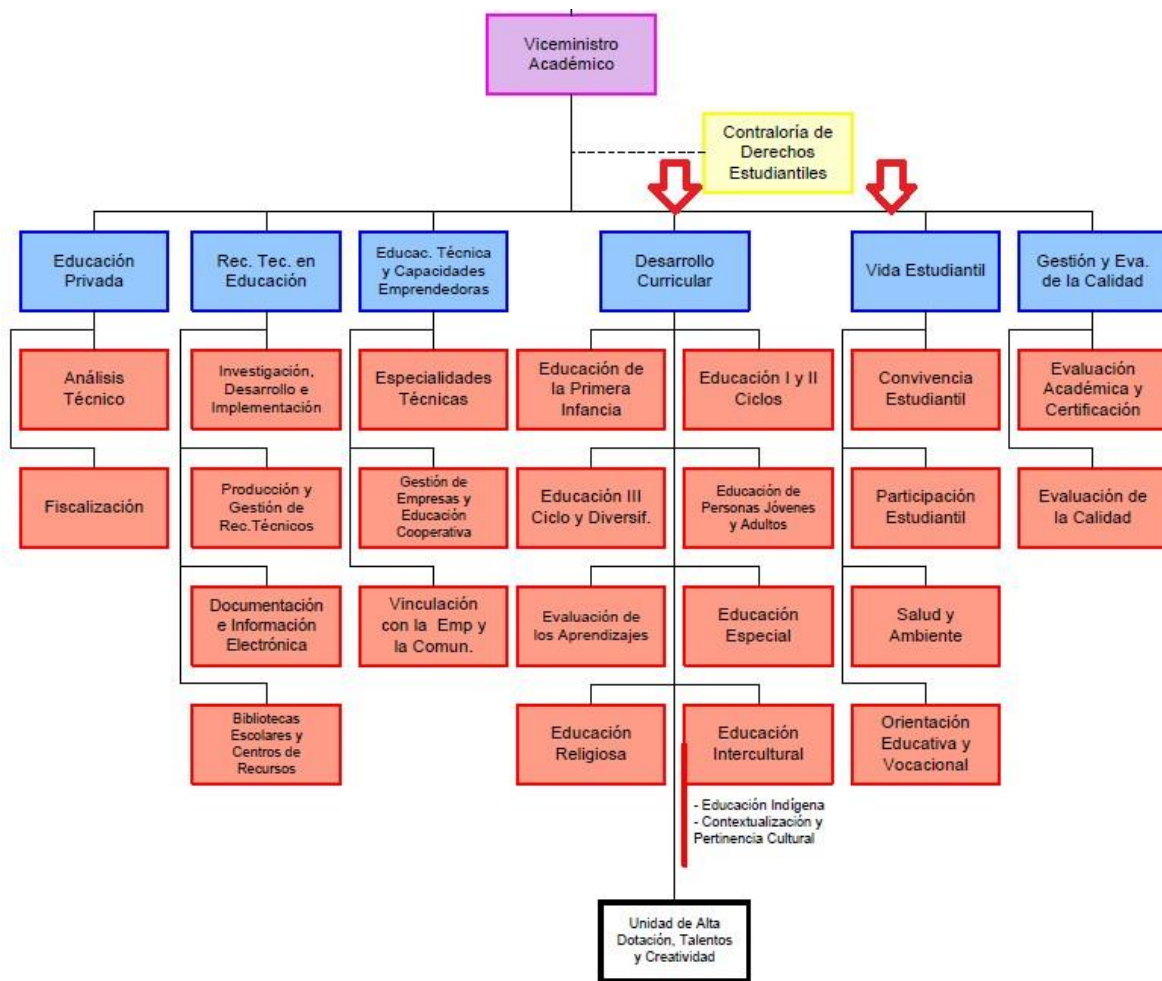 Viceministro
Académico
Contraloría de
Derechos
Estudiantiles
Educación
Privada
Rec. Tec. en
Educación
Educac. Técnica
y Capacidades
Emprendedoras
Desarrollo
Curricular
Vida Estudiantil
Gestión y Eva.
de la Calidad
Análisis
Técnico
Investigación,
Desarrollo e
Implementación
Especialidades
Técnicas
Educación de
la Primera
Infancia
Educación I y II
Ciclos
Convivencia
Estudiantil
Evaluación
Académica y
Certificación
Fiscalización
Producción y
Gestión de
Rec.Técnicos
Gestión de
Empresas y
Educación
Cooperativa
Educación III
Ciclo y Diversif.
Educación de
Personas Jóvenes
y Adultos
Participación
Estudiantil
Evaluación de
la Calidad
Documentación
e Información
Electrónica
Vinculación
con la Emp y
la Comun.
Evaluación de
los Aprendizajes
Educación
Especial
Salud y
Ambiente
Bibliotecas
Escolares y
Centros de
Recursos
Educación
Religiosa
Educación
Intercultural
Orientación
Educativa y
Vocacional
- Educación Indígena
- Contextualización y
Pertinencia Cultural
Unidad de Alta
Dotación, Talentos
y Creatividad